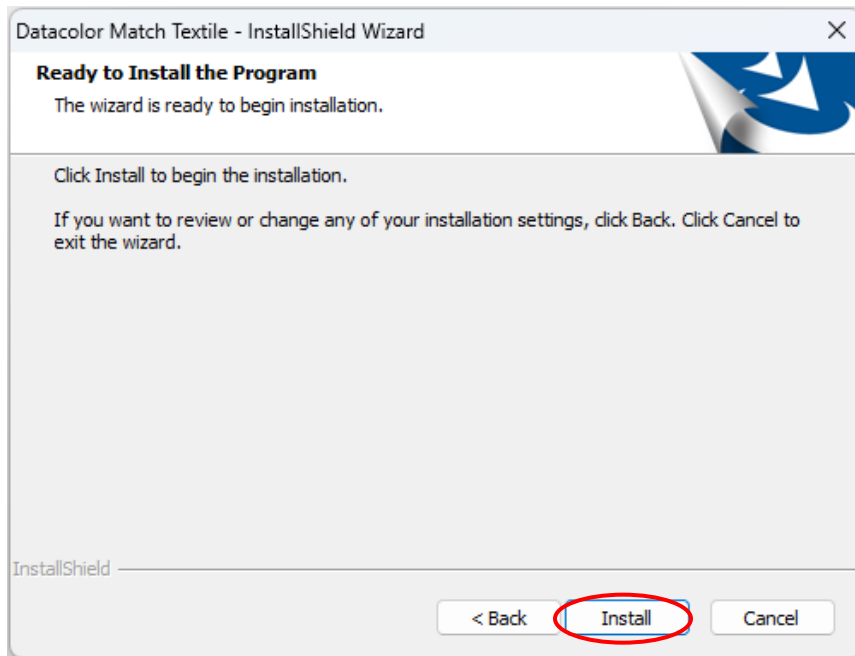 Datacolor Match Textile - InstallShield Wizard
Ready to Install the Program
The wizard is ready to begin installation.
Click Install to begin the installation.
If you want to review or change any of your installation settings, click Back. Click Cancel to
exit the wizard.
InstallShield
< Back Install Cancel